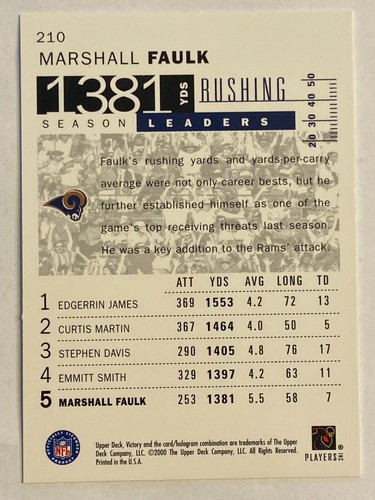 210
MARSHALL FAULK
1381 YDS RUSHING
SEASON LEADERS
20 30 40 50
Faulk's rushing yards and yards-per-carry
average were not only career bests, but he
further established himself as one of the
game's top receiving threats last season.
He was a key addition to the Rams' attack.
ATT YDS AVG LONG TD
1 EDGERRIN JAMES 369 1553 4.2 72 13
2 CURTIS MARTIN 367 1464 4.0 50 5
3 STEPHEN DAVIS 290 1405 4.8 76 17
4 EMMITT SMITH 329 1397 4.2 63 11
5 MARSHALL FAULK 253 1381 5.5 58 7
NFL
Upper Deck, Victory and the card/hologram combination are trademarks of The Upper
Deck Company, LLC. ©2000 The Upper Deck Company, LLC. All Rights Reserved.
Printed in the U.S.A.
PLAYERS INC